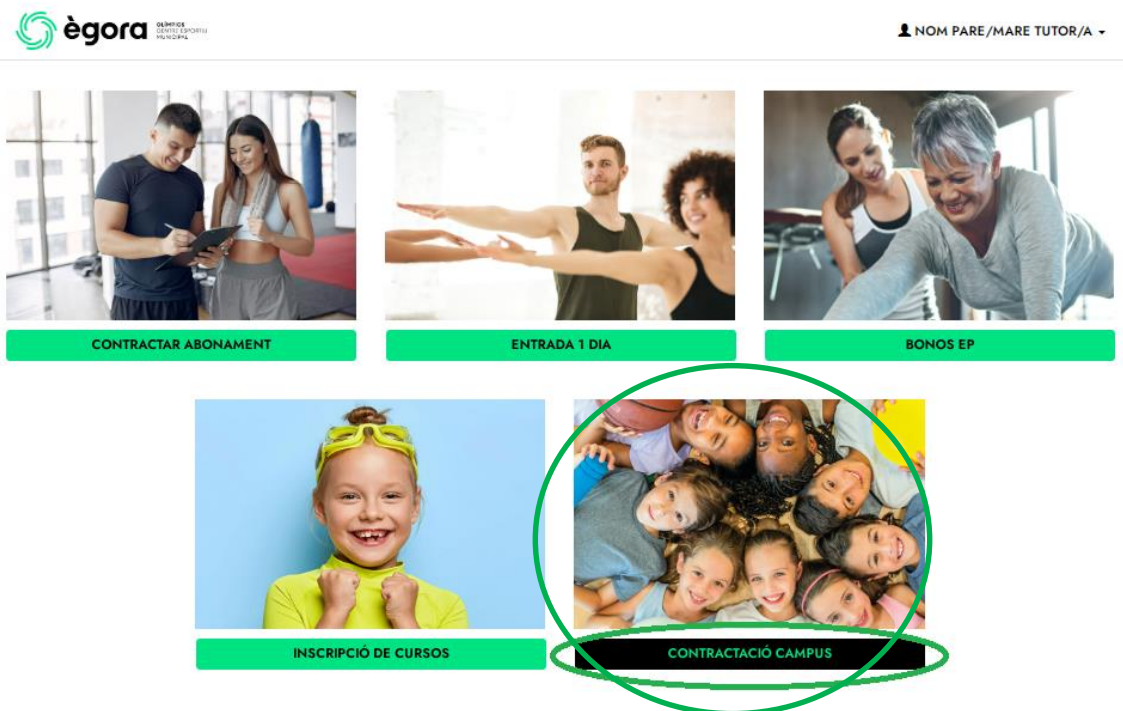 ègora
OLÍMPICS
CENTRE ESPORTIU
MUNICIPAL
NOM PARE/MARE TUTOR/A
CONTRACTAR ABONAMENT
ENTRADA 1 DIA
BONOS EP
INSCRIPCIÓ DE CURSOS
CONTRACTACIÓ CAMPUS